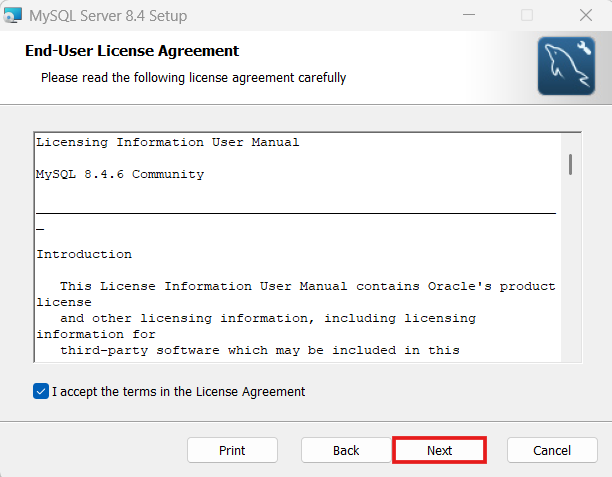 MySQL Server 8.4 Setup
End-User License Agreement
Please read the following license agreement carefully
Licensing Information User Manual
MySQL 8.4.6 Community
Introduction
This License Information User Manual contains Oracle's product
license
and other licensing information, including licensing
information for
third-party software which may be included in this
I accept the terms in the License Agreement
Print
Back
Next
Cancel